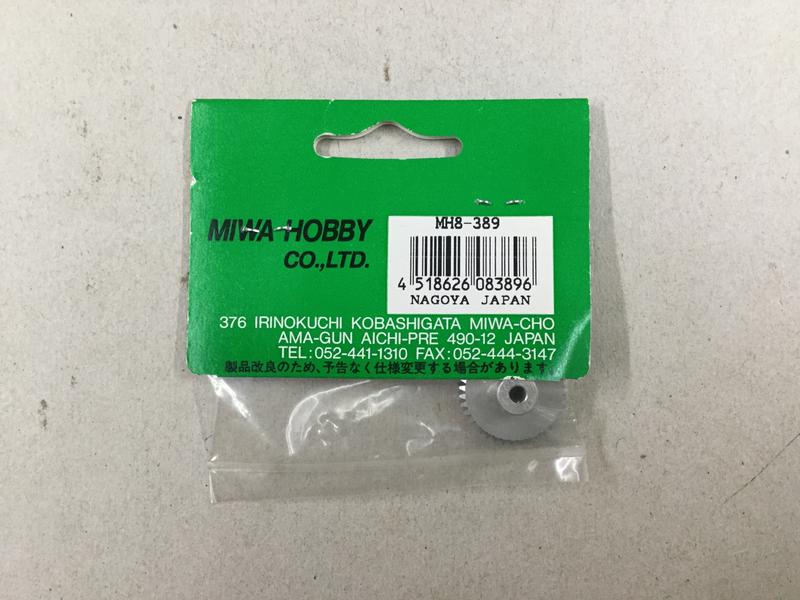 MIWA-HOBBY
CO.,LTD.
MH8-389
4 518626 083896
NAGOYA JAPAN
376 IRINOKUCHI KOBASHIGATA MIWA-CHO
AMA-GUN AICHI-PRE 490-12 JAPAN
TEL:052-441-1310 FAX:052-444-3147
製品改良のため、予告なく仕様変更する場合があります。